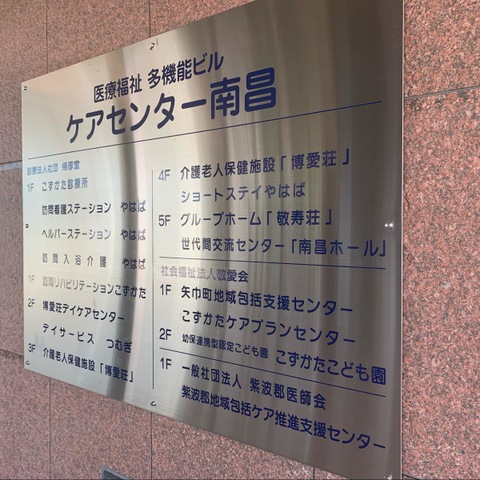 医療福祉 多機能ビル
ケアセンター南昌
医療法人社団 帰厚堂
1F こずかた診療所
訪問看護ステーション やはば
ヘルパーステーション やはば
訪問入浴介護 やはば
1F 訪問リハビリテーションこずかた
2F 博愛荘デイケアセンター
デイサービス つむぎ
3F 介護老人保健施設「博愛荘」
4F 介護老人保健施設「博愛荘」
ショートステイやはば
5F グループホーム「敬寿荘」
世代間交流センター「南昌ホール」
社会福祉法人敬愛会
1F 矢巾町地域包括支援センター
こずかたケアプランセンター
2F 幼保連携型認定こども園 こずかたこども園
1F 一般社団法人 紫波郡医師会
紫波郡地域包括ケア推進支援センター